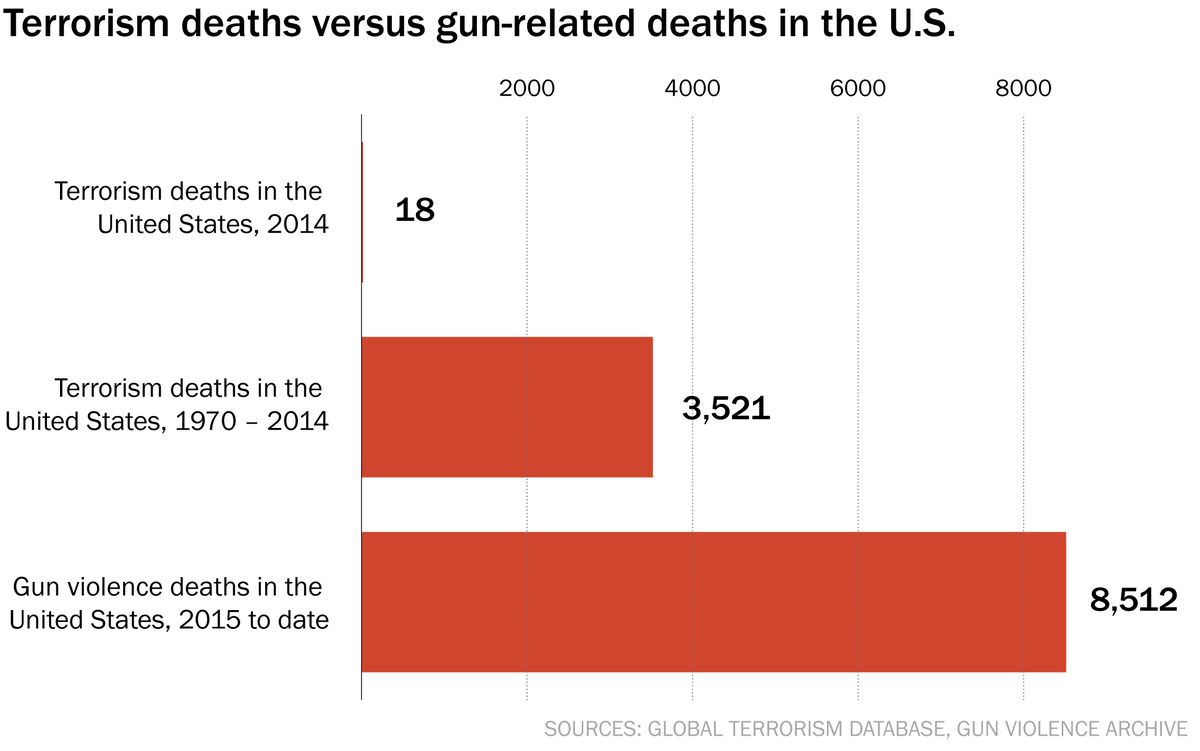 Terrorism deaths versus gun-related deaths in the U.S.
2000 4000 6000 8000
Terrorism deaths in the
United States, 2014
18
Terrorism deaths in the
United States, 1970 – 2014
3,521
Gun violence deaths in the
United States, 2015 to date
8,512
SOURCES: GLOBAL TERRORISM DATABASE, GUN VIOLENCE ARCHIVE